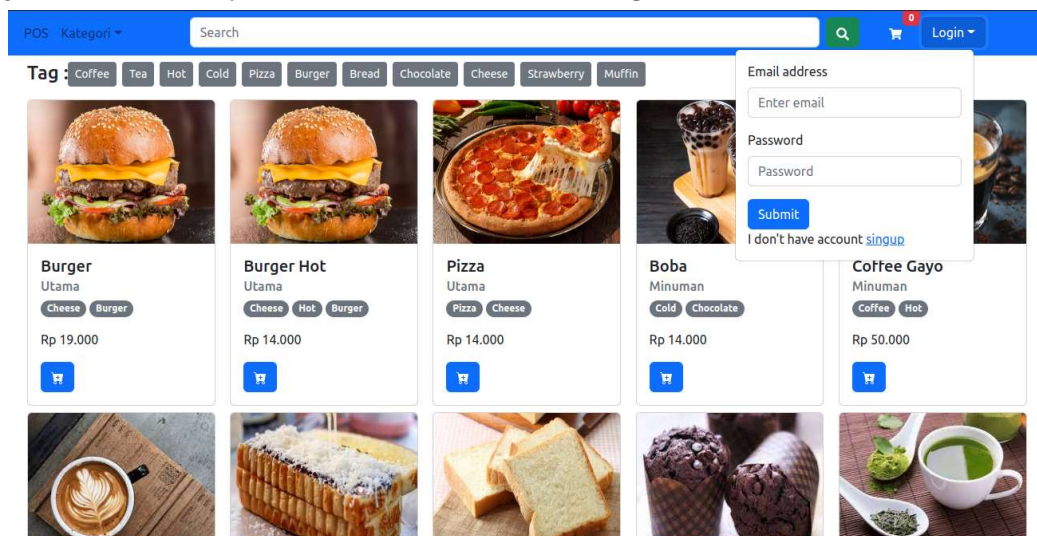 POS Kategori Search 0 Login
Tag : Coffee Tea Hot Cold Pizza Burger Bread Chocolate Cheese Strawberry Muffin
Email address
Enter email
Password
Password
Submit
I don't have account singup
Burger
Utama
Cheese Burger
Rp 19.000
Burger Hot
Utama
Cheese Hot Burger
Rp 14.000
Pizza
Utama
Pizza Cheese
Rp 14.000
Boba
Minuman
Cold Chocolate
Rp 14.000
Coffee Gayo
Minuman
Coffee Hot
Rp 50.000